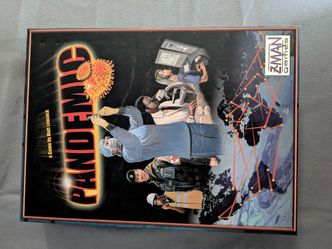 PANDEMIC
a Game by Matt Leacock
Z-MAN
games